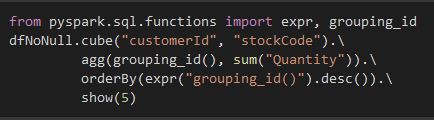 from pyspark.sql.functions import expr, grouping_id
dfNoNull.cube("customerId", "stockCode").\
agg(grouping_id(), sum("Quantity")).\
orderBy(expr("grouping_id()").desc()).\
show(5)